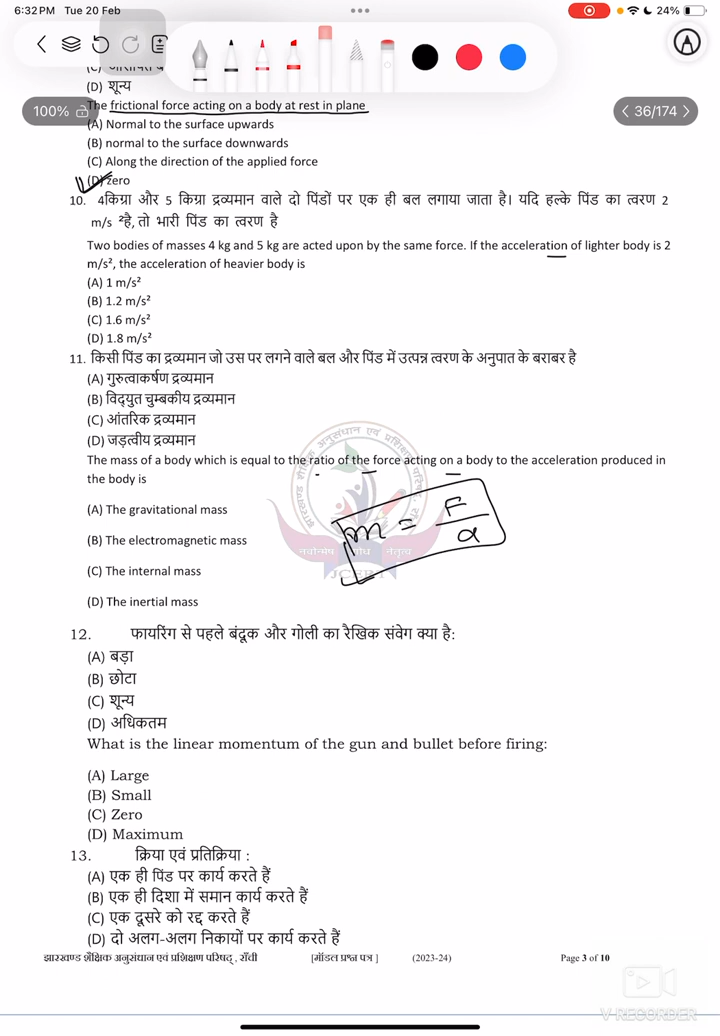 6:32 PM Tue 20 Feb
24%
(D) शून्य
100%
36/174
The frictional force acting on a body at rest in plane
(A) Normal to the surface upwards
(B) normal to the surface downwards
(C) Along the direction of the applied force
(D) zero
10. 4किग्रा और 5 किग्रा द्रव्यमान वाले दो पिंडों पर एक ही बल लगाया जाता है। यदि हल्के पिंड का त्वरण 2
m/s ²है, तो भारी पिंड का त्वरण है
Two bodies of masses 4 kg and 5 kg are acted upon by the same force. If the acceleration of lighter body is 2
m/s², the acceleration of heavier body is
(A) 1 m/s²
(B) 1.2 m/s²
(C) 1.6 m/s²
(D) 1.8 m/s²
11. किसी पिंड का द्रव्यमान जो उस पर लगने वाले बल और पिंड में उत्पन्न त्वरण के अनुपात के बराबर है
(A) गुरुत्वाकर्षण द्रव्यमान
(B) विद्युत चुम्बकीय द्रव्यमान
(C) आंतरिक द्रव्यमान
(D) जड़त्वीय द्रव्यमान
The mass of a body which is equal to the ratio of the force acting on a body to the acceleration produced in
the body is
(A) The gravitational mass
(B) The electromagnetic mass
(C) The internal mass
(D) The inertial mass
m = F/a
JCERT
12. फायरिंग से पहले बंदूक और गोली का रैखिक संवेग क्या है:
(A) बड़ा
(B) छोटा
(C) शून्य
(D) अधिकतम
What is the linear momentum of the gun and bullet before firing:
(A) Large
(B) Small
(C) Zero
(D) Maximum
13. क्रिया एवं प्रतिक्रिया :
(A) एक ही पिंड पर कार्य करते हैं
(B) एक ही दिशा में समान कार्य करते हैं
(C) एक दूसरे को रद्द करते हैं
(D) दो अलग-अलग निकायों पर कार्य करते हैं
झारखण्ड शैक्षिक अनुसंधान एवं प्रशिक्षण परिषद् , राँची [मॉडल प्रश्न पत्र ] (2023-24) Page 3 of 10
V RECORDER